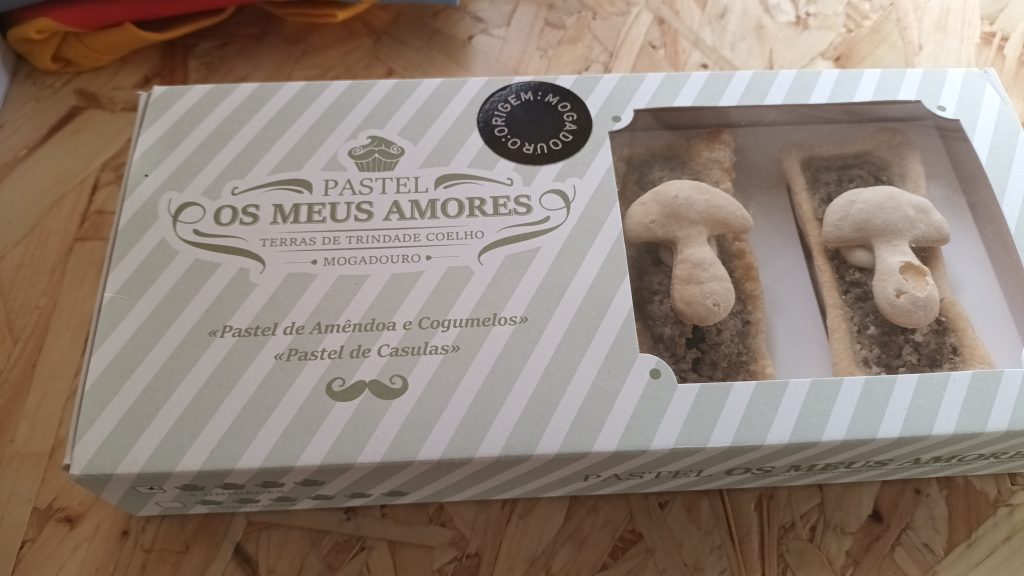 ORIGEM: MOGADOURO:
PASTEL
OS MEUS AMORES
TERRAS DE TRINDADE COELHO
• MOGADOURO •
«Pastel de Amêndoa e Cogumelos»
«Pastel de Casulas»
PASTEL OS MEUS AMORES